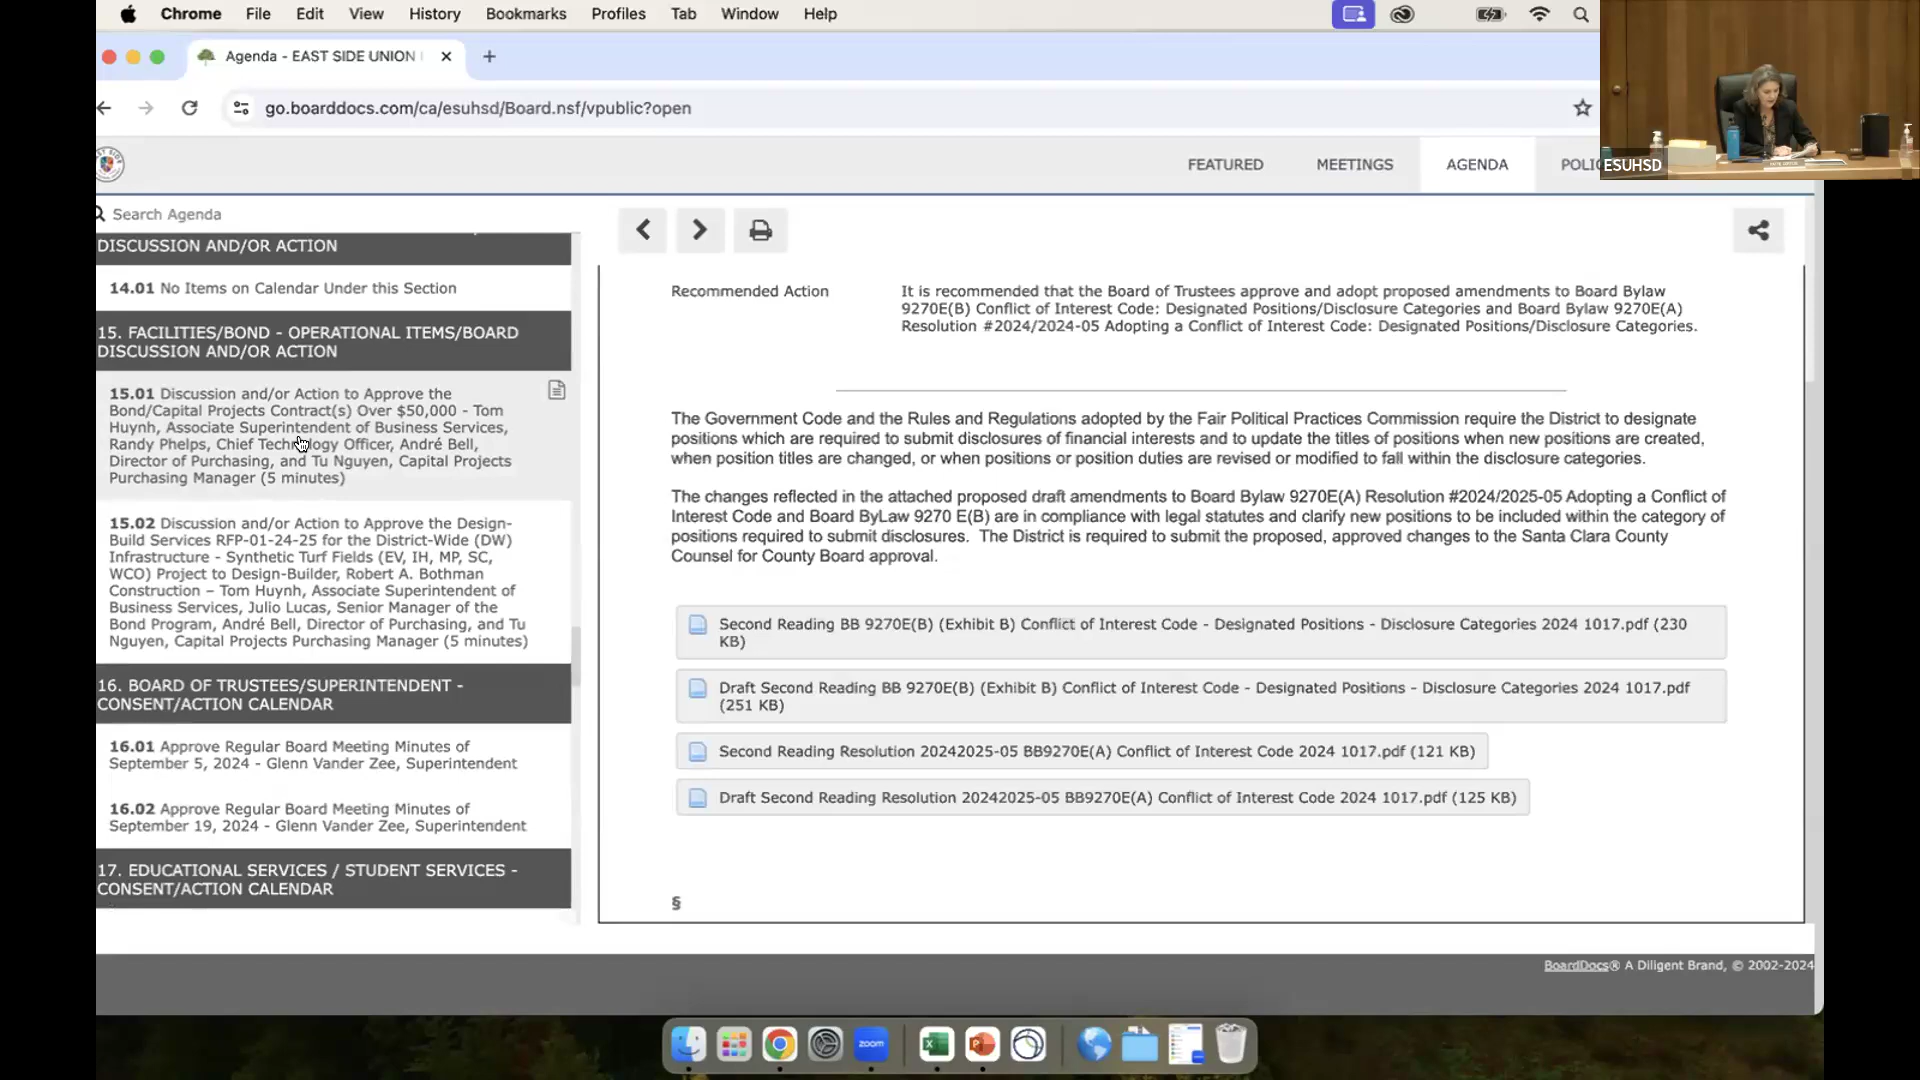 Chrome File Edit View History Bookmarks Profiles Tab Window Help
Agenda - EAST SIDE UNION
go.boarddocs.com/ca/esuhsd/Board.nsf/vpublic?open
FEATURED MEETINGS AGENDA
ESUHSD
Search Agenda
DISCUSSION AND/OR ACTION
14.01 No Items on Calendar Under this Section
15. FACILITIES/BOND - OPERATIONAL ITEMS/BOARD
DISCUSSION AND/OR ACTION
15.01 Discussion and/or Action to Approve the
Bond/Capital Projects Contract(s) Over $50,000 - Tom
Huynh, Associate Superintendent of Business Services,
Randy Phelps, Chief Technology Officer, André Bell,
Director of Purchasing, and Tu Nguyen, Capital Projects
Purchasing Manager (5 minutes)
15.02 Discussion and/or Action to Approve the Design-
Build Services RFP-01-24-25 for the District-Wide (DW)
Infrastructure - Synthetic Turf Fields (EV, IH, MP, SC,
WCO) Project to Design-Builder, Robert A. Bothman
Construction – Tom Huynh, Associate Superintendent of
Business Services, Julio Lucas, Senior Manager of the
Bond Program, André Bell, Director of Purchasing, and Tu
Nguyen, Capital Projects Purchasing Manager (5 minutes)
16. BOARD OF TRUSTEES/SUPERINTENDENT -
CONSENT/ACTION CALENDAR
16.01 Approve Regular Board Meeting Minutes of
September 5, 2024 - Glenn Vander Zee, Superintendent
16.02 Approve Regular Board Meeting Minutes of
September 19, 2024 - Glenn Vander Zee, Superintendent
17. EDUCATIONAL SERVICES / STUDENT SERVICES -
CONSENT/ACTION CALENDAR
Recommended Action
It is recommended that the Board of Trustees approve and adopt proposed amendments to Board Bylaw
9270E(B) Conflict of Interest Code: Designated Positions/Disclosure Categories and Board Bylaw 9270E(A)
Resolution #2024/2024-05 Adopting a Conflict of Interest Code: Designated Positions/Disclosure Categories.
The Government Code and the Rules and Regulations adopted by the Fair Political Practices Commission require the District to designate
positions which are required to submit disclosures of financial interests and to update the titles of positions when new positions are created,
when position titles are changed, or when positions or position duties are revised or modified to fall within the disclosure categories.
The changes reflected in the attached proposed draft amendments to Board Bylaw 9270E(A) Resolution #2024/2025-05 Adopting a Conflict of
Interest Code and Board ByLaw 9270 E(B) are in compliance with legal statutes and clarify new positions to be included within the category of
positions required to submit disclosures. The District is required to submit the proposed, approved changes to the Santa Clara County
Counsel for County Board approval.
Second Reading BB 9270E(B) (Exhibit B) Conflict of Interest Code - Designated Positions - Disclosure Categories 2024 1017.pdf (230
KB)
Draft Second Reading BB 9270E(B) (Exhibit B) Conflict of Interest Code - Designated Positions - Disclosure Categories 2024 1017.pdf
(251 KB)
Second Reading Resolution 20242025-05 BB9270E(A) Conflict of Interest Code 2024 1017.pdf (121 KB)
Draft Second Reading Resolution 20242025-05 BB9270E(A) Conflict of Interest Code 2024 1017.pdf (125 KB)
§
BoardDocs® A Diligent Brand, © 2002-2024
zoom